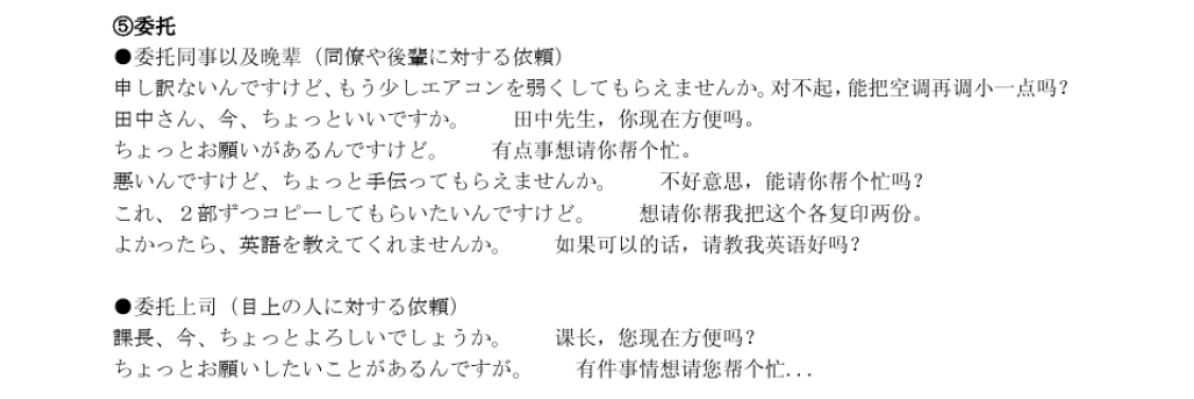 ⑤委托
●委托同事以及晚辈（同僚や後輩に対する依頼）
申し訳ないんですけど、もう少しエアコンを弱くしてもらえませんか。对不起，能把空调再调小一点吗？
田中さん、今、ちょっといいですか。　　田中先生，你现在方便吗。
ちょっとお願いがあるんですけど。　　有点事想请你帮个忙。
悪いんですけど、ちょっと手伝ってもらえませんか。　　不好意思，能请你帮个忙吗？
これ、２部ずつコピーしてもらいたいんですけど。　　想请你帮我把这个各复印两份。
よかったら、英語を教えてくれませんか。　　如果可以的话，请教我英语好吗？
●委托上司（目上の人に対する依頼）
課長、今、ちょっとよろしいでしょうか。　　课长，您现在方便吗？
ちょっとお願いしたいことがあるんですが。　　有件事情想请您帮个忙...